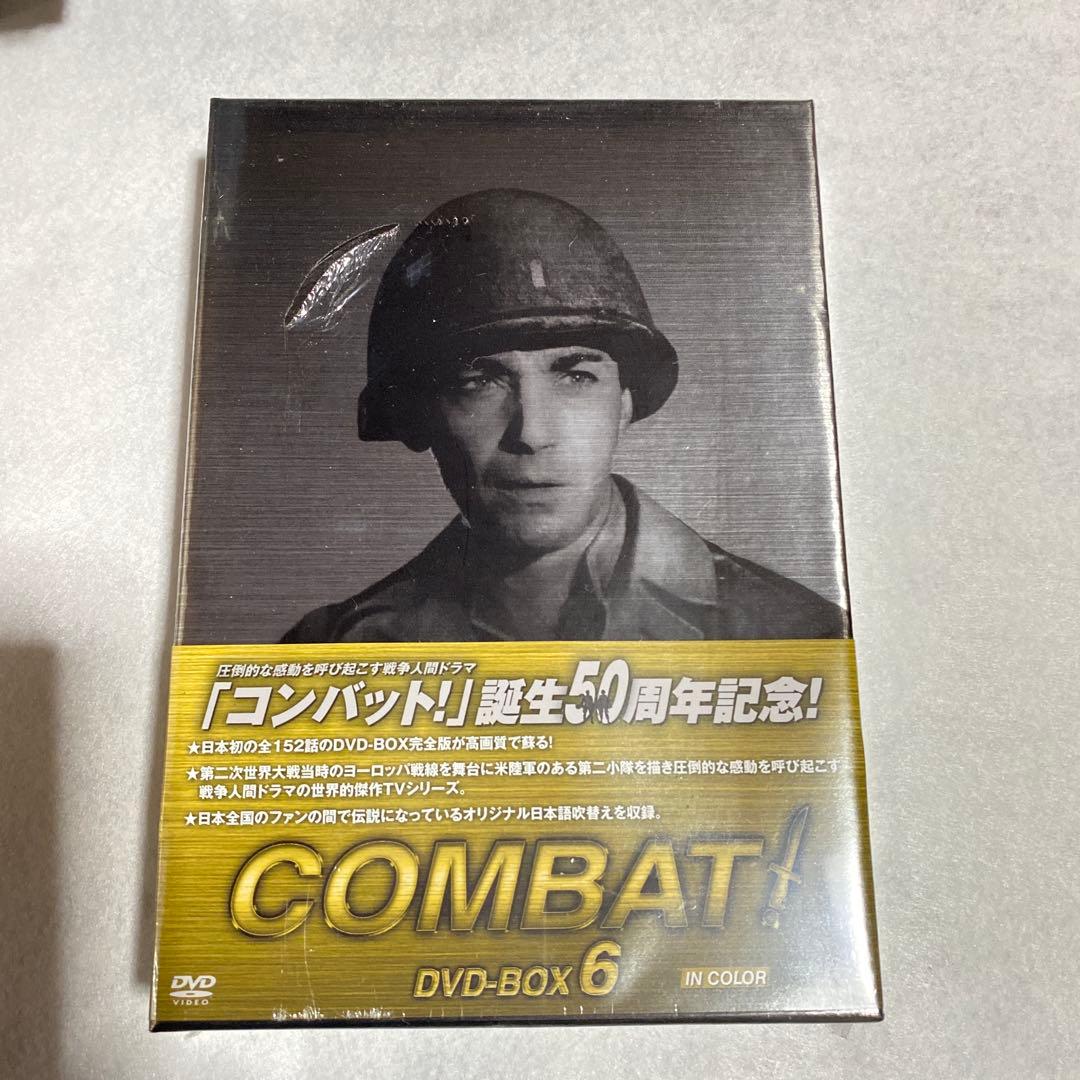 圧倒的な感動を呼び起こす戦争人間ドラマ
「コンバット!」誕生50周年記念!
★日本初の全152話のDVD-BOX完全版が高画質で蘇る!
★第二次世界大戦当時のヨーロッパ戦線を舞台に米陸軍のある第二小隊を描き圧倒的な感動を呼び起こす
戦争人間ドラマの世界的傑作TVシリーズ。
★日本全国のファンの間で伝説になっているオリジナル日本語吹替えを収録。
COMBAT!
DVD-BOX 6
IN COLOR
DVD
VIDEO